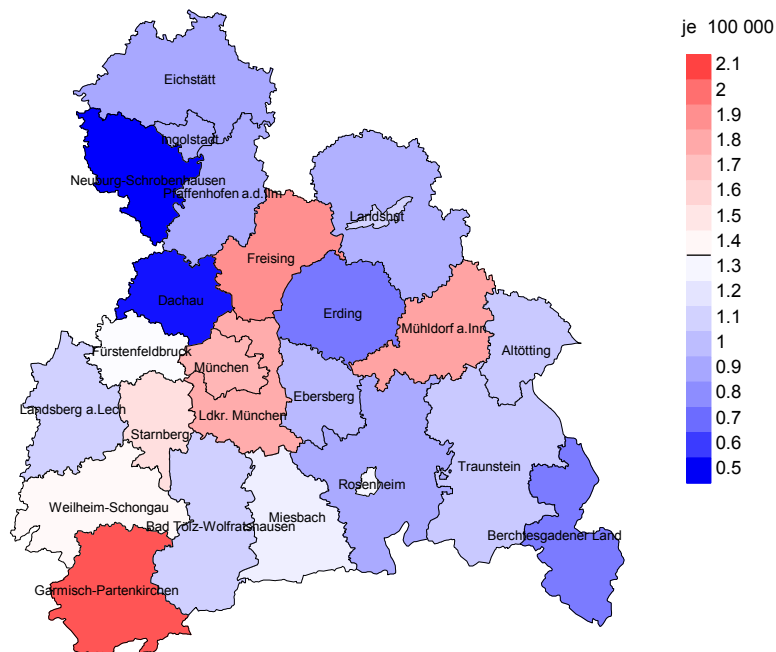 je 100 000
2.1
2
1.9
1.8
1.7
1.6
1.5
1.4
1.3
1.2
1.1
1
0.9
0.8
0.7
0.6
0.5
Eichstätt
Ingolstadt
Neuburg-Schrobenhausen
Pfaffenhofen a.d.Ilm
Landshut
Freising
Dachau
Erding
Mühldorf a.Inn
Altötting
Fürstenfeldbruck
München
Ebersberg
Landsberg a.Lech
Ldkr. München
Starnberg
Traunstein
Rosenheim
Weilheim-Schongau
Miesbach
Bad Tölz-Wolfratshausen
Berchtesgadener Land
Garmisch-Partenkirchen